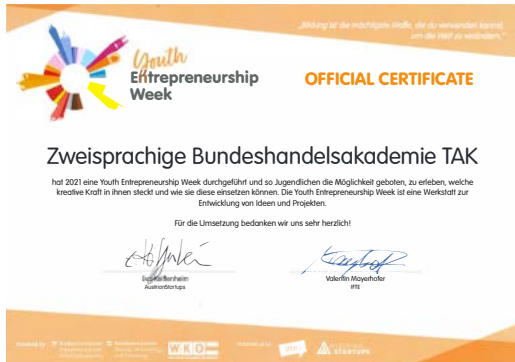 „Bildung ist die mächtigste Waffe, die du verwenden kannst,
um die Welt zu verändern."
Youth
Entrepreneurship
Week
OFFICIAL CERTIFICATE
Zweisprachige Bundeshandelsakademie TAK
hat 2021 eine Youth Entrepreneurship Week durchgeführt und so Jugendlichen die Möglichkeit geboten, zu erleben, welche
kreative Kraft in ihnen steckt und wie sie diese einsetzen können. Die Youth Entrepreneurship Week ist eine Werkstatt zur
Entwicklung von Ideen und Projekten.
Für die Umsetzung bedanken wir uns sehr herzlich!
AustrianStartups
Valentin Mayerhofer
IFTE
WKO
STARTUPS